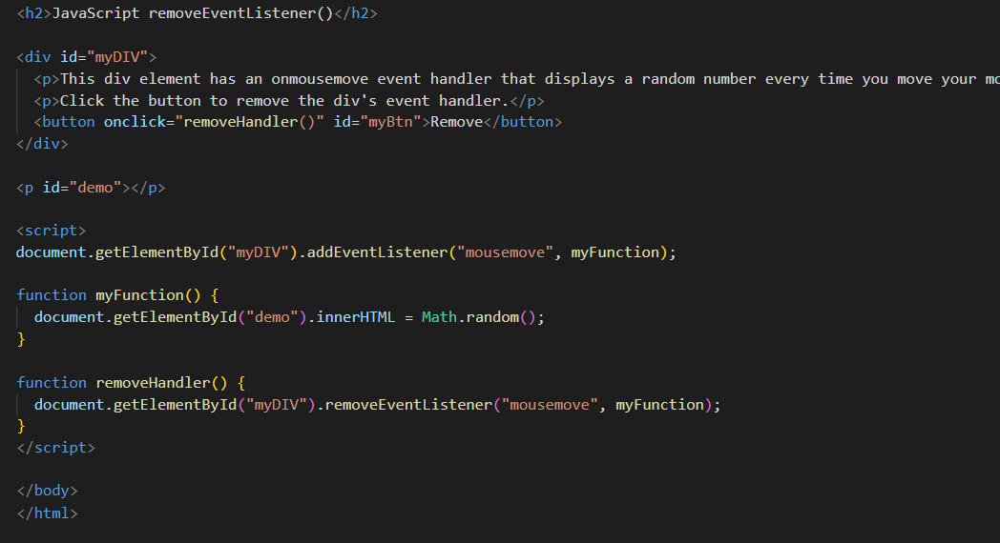 <h2>JavaScript removeEventListener()</h2>
<div id="myDIV">
<p>This div element has an onmousemove event handler that displays a random number every time you move your
<p>Click the button to remove the div's event handler.</p>
<button onclick="removeHandler()" id="myBtn">Remove</button>
</div>
<p id="demo"></p>
<script>
document.getElementById("myDIV").addEventListener("mousemove", myFunction);
function myFunction() {
document.getElementById("demo").innerHTML = Math.random();
}
function removeHandler() {
document.getElementById("myDIV").removeEventListener("mousemove", myFunction);
}
</script>
</body>
</html>